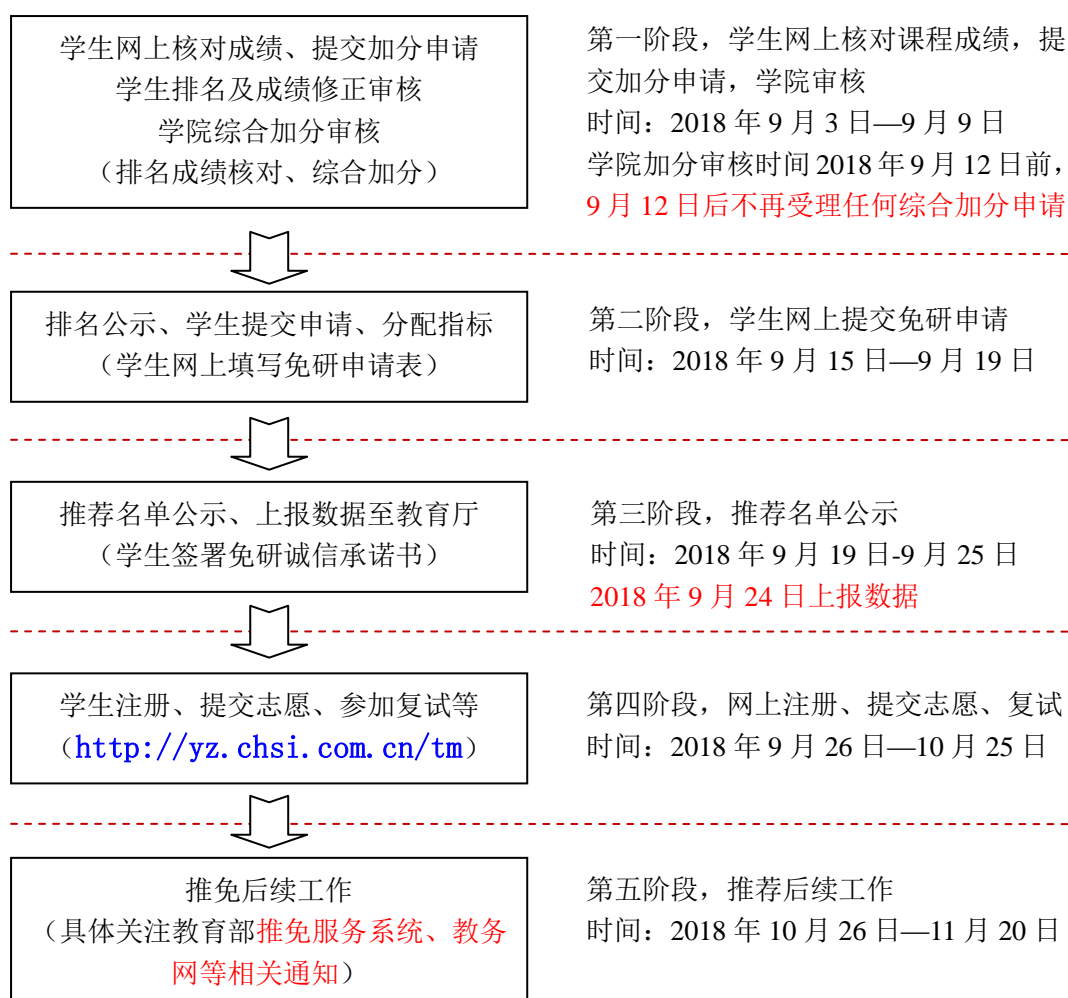 学生网上核对成绩、提交加分申请
学生排名及成绩修正审核
学院综合加分审核
（排名成绩核对、综合加分）
第一阶段，学生网上核对课程成绩，提
交加分申请，学院审核
时间：2018 年 9 月 3 日—9 月 9 日
学院加分审核时间 2018 年 9 月 12 日前，
9 月 12 日后不再受理任何综合加分申请
排名公示、学生提交申请、分配指标
（学生网上填写免研申请表）
第二阶段，学生网上提交免研申请
时间：2018 年 9 月 15 日—9 月 19 日
推荐名单公示、上报数据至教育厅
（学生签署免研诚信承诺书）
第三阶段，推荐名单公示
时间：2018 年 9 月 19 日-9 月 25 日
2018 年 9 月 24 日上报数据
学生注册、提交志愿、参加复试等
（http://yz.chsi.com.cn/tm）
第四阶段，网上注册、提交志愿、复试
时间：2018 年 9 月 26 日—10 月 25 日
推免后续工作
（具体关注教育部推免服务系统、教务
网等相关通知）
第五阶段，推荐后续工作
时间：2018 年 10 月 26 日—11 月 20 日